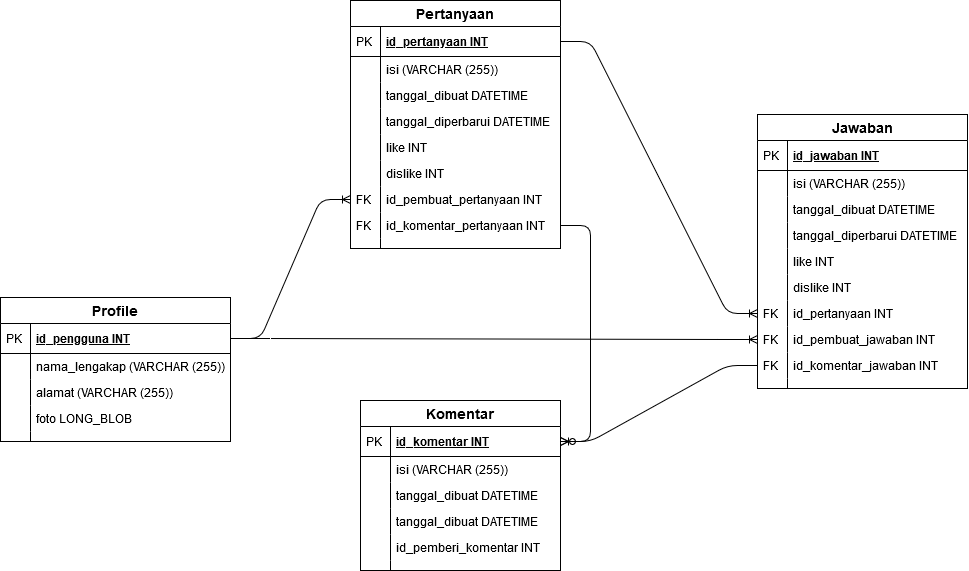 Pertanyaan
PK id_pertanyaan INT
isi (VARCHAR (255))
tanggal_dibuat DATETIME
tanggal_diperbarui DATETIME
like INT
dislike INT
FK id_pembuat_pertanyaan INT
FK id_komentar_pertanyaan INT
Jawaban
PK id_jawaban INT
isi (VARCHAR (255))
tanggal_dibuat DATETIME
tanggal_diperbarui DATETIME
like INT
dislike INT
FK id_pertanyaan INT
FK id_pembuat_jawaban INT
FK id_komentar_jawaban INT
Profile
PK id_pengguna INT
nama_lengakap (VARCHAR (255))
alamat (VARCHAR (255))
foto LONG_BLOB
Komentar
PK id_komentar INT
isi (VARCHAR (255))
tanggal_dibuat DATETIME
tanggal_dibuat DATETIME
id_pemberi_komentar INT